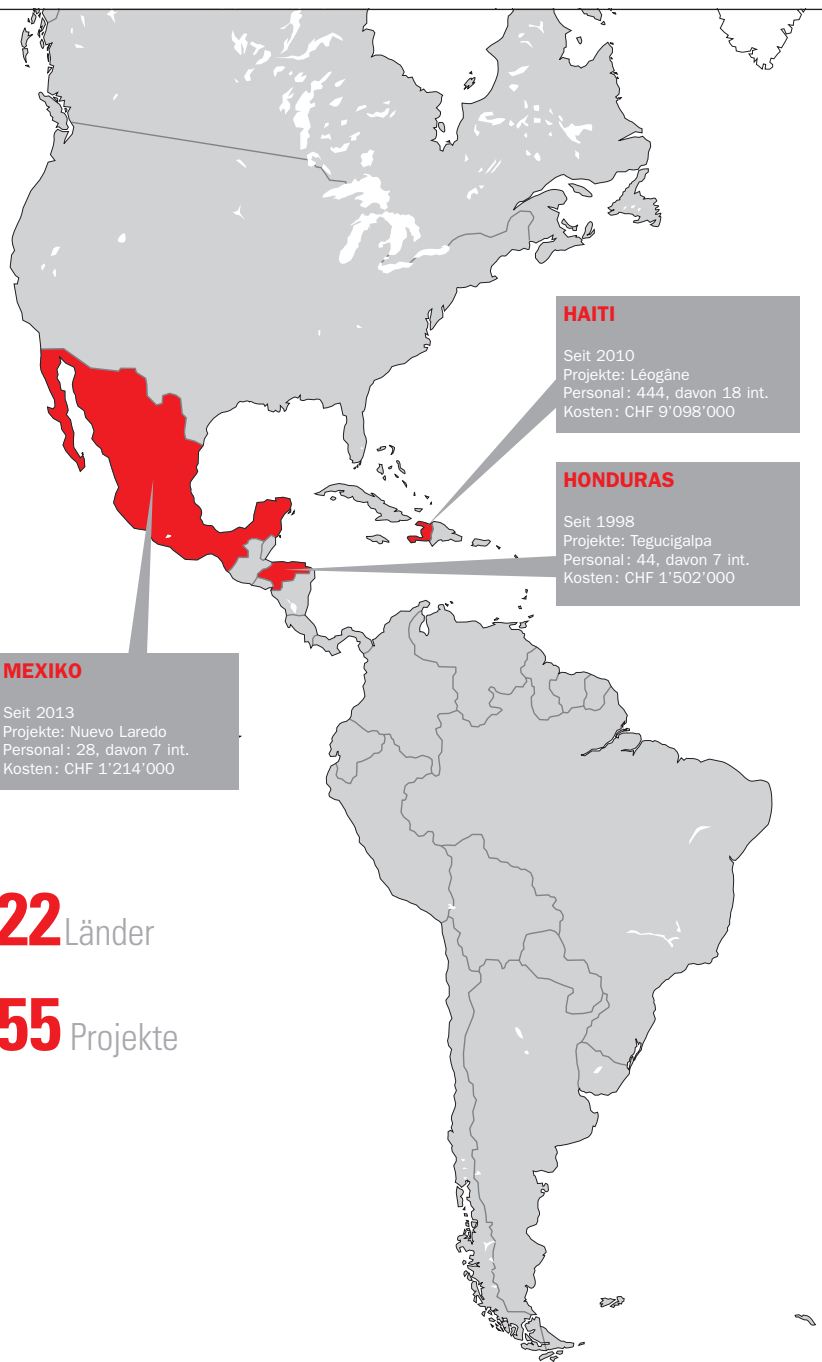 HAITI
Seit 2010
Projekte: Léogâne
Personal: 444, davon 18 int.
Kosten: CHF 9’098’000
HONDURAS
Seit 1998
Projekte: Tegucigalpa
Personal: 44, davon 7 int.
Kosten: CHF 1’502’000
MEXIKO
Seit 2013
Projekte: Nuevo Laredo
Personal: 28, davon 7 int.
Kosten: CHF 1’214’000
22 Länder
55 Projekte